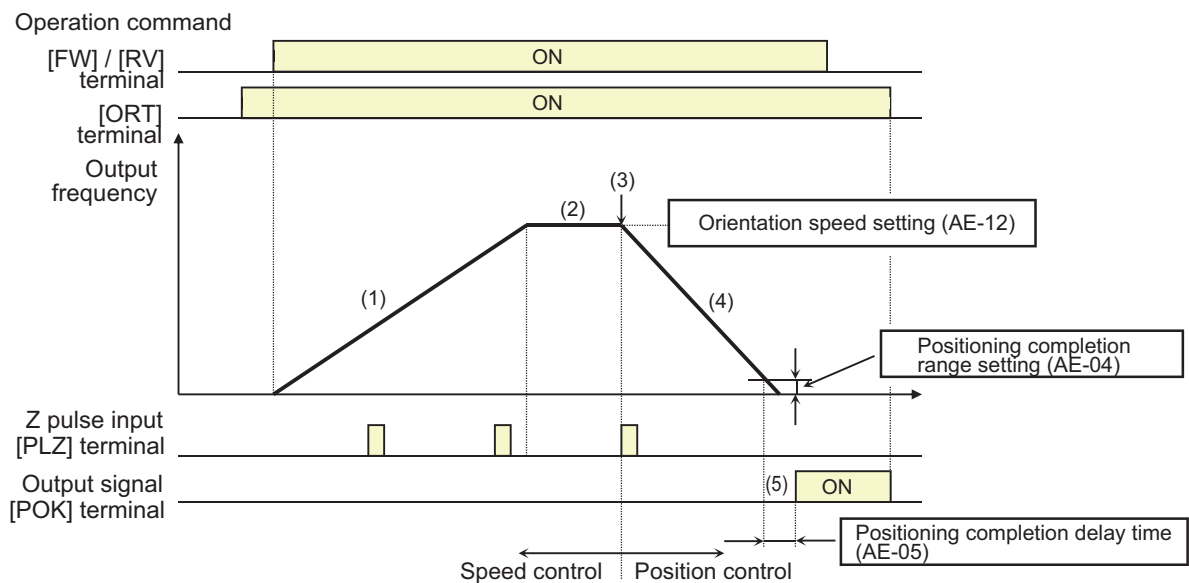 Operation command
[FW] / [RV]
terminal
ON
[ORT]
terminal
ON
Output
frequency
(1)
(2)
(3)
(4)
Orientation speed setting (AE-12)
Positioning completion
range setting (AE-04)
Z pulse input
[PLZ] terminal
Output signal
[POK] terminal
(5)
ON
Positioning completion delay time
(AE-05)
Speed control
Position control